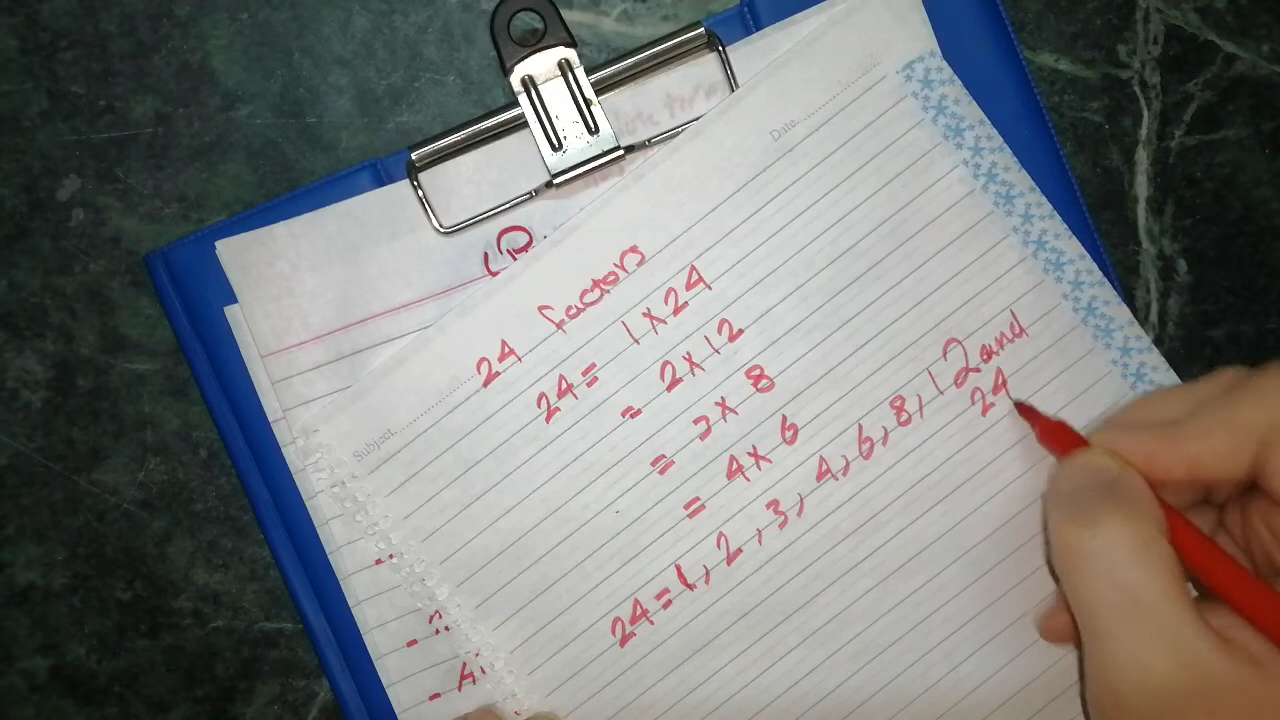 Date
Subject
24 factors
24 = 1 x 24
= 2 x 12
= 3 x 8
= 4 x 6
24 = 1, 2, 3, 4, 6, 8, 12 and
24